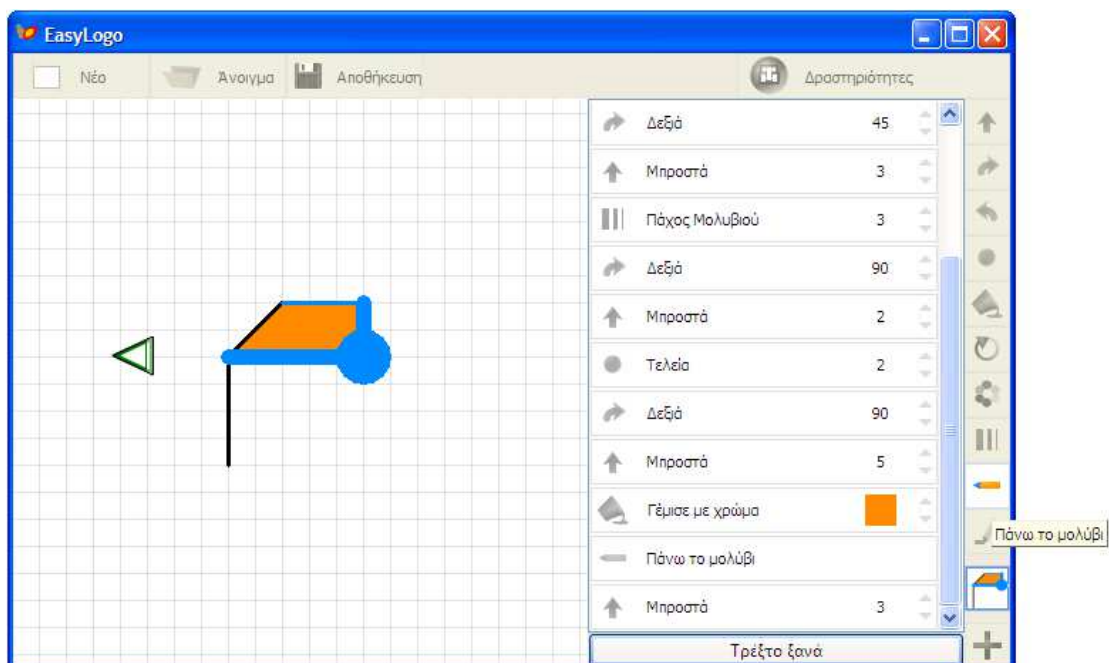 EasyLogo
Νέο Άνοιγμα Αποθήκευση Δραστηριότητες
Δεξιά 45
Μπροστά 3
Πάχος Μολυβιού 3
Δεξιά 90
Μπροστά 2
Τελεία 2
Δεξιά 90
Μπροστά 5
Γέμισε με χρώμα
Πάνω το μολύβι
Πάνω το μολύβι
Μπροστά 3
Τρέξτο ξανά